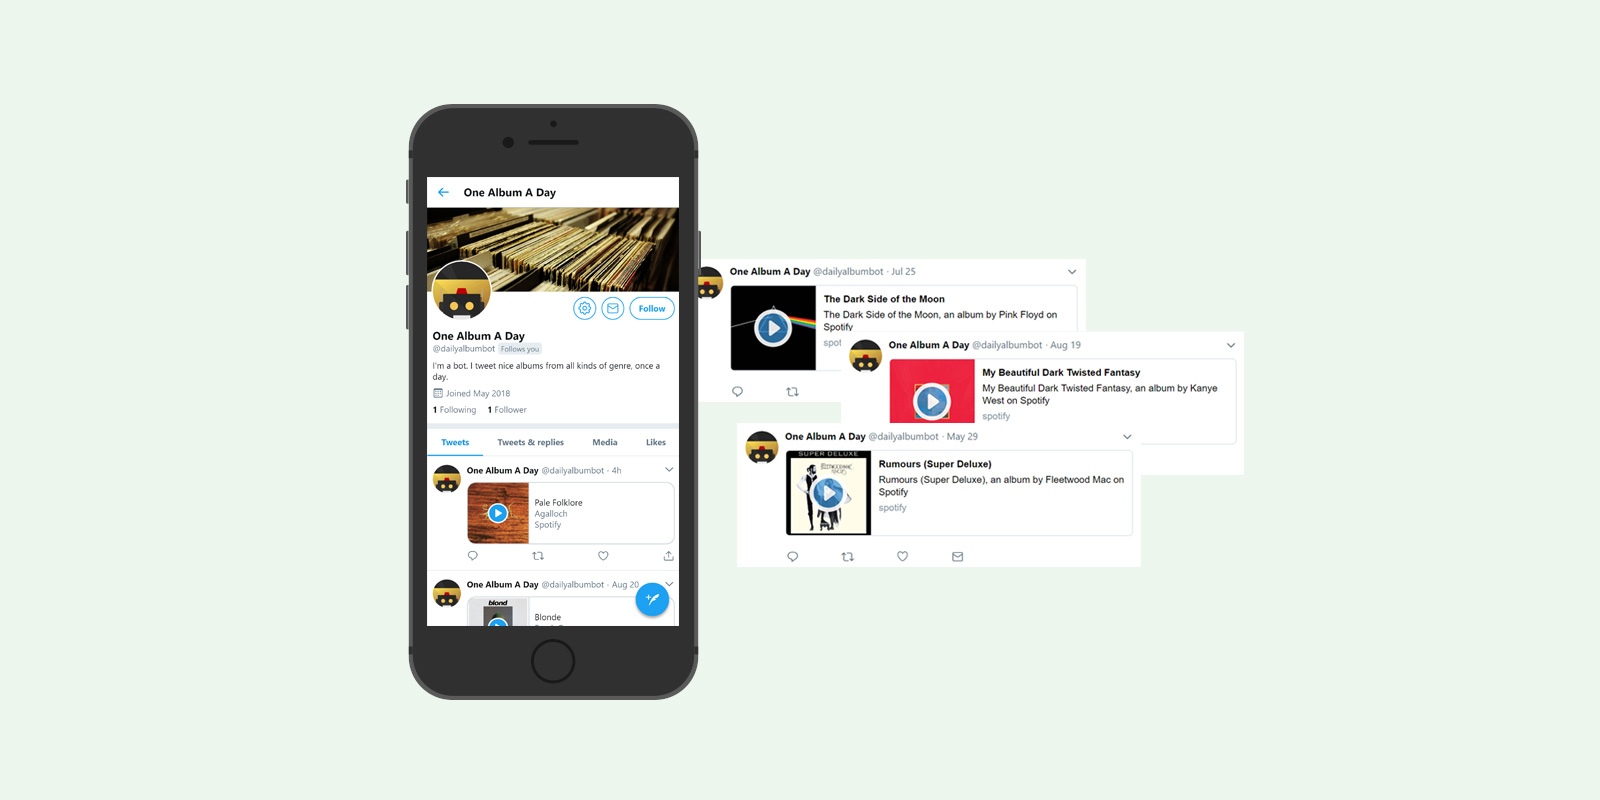 One Album A Day
Follow
One Album A Day
@dailyalbumbot Follows you
I'm a bot. I tweet nice albums from all kinds of genre, once a
day.
Joined May 2018
1 Following 1 Follower
Tweets Tweets & replies Media Likes
One Album A Day @dailyalbumbot · 4h
Pale Folklore
Agalloch
Spotify
One Album A Day @dailyalbumbot · Aug 20
blond
Blonde
One Album A Day @dailyalbumbot · Jul 25
The Dark Side of the Moon
The Dark Side of the Moon, an album by Pink Floyd on
Spotify
spot
One Album A Day @dailyalbumbot · Aug 19
My Beautiful Dark Twisted Fantasy
My Beautiful Dark Twisted Fantasy, an album by Kanye
West on Spotify
spotify
One Album A Day @dailyalbumbot · May 29
SUPER DELUXE
Rumours (Super Deluxe)
Rumours (Super Deluxe), an album by Fleetwood Mac on
Spotify
spotify